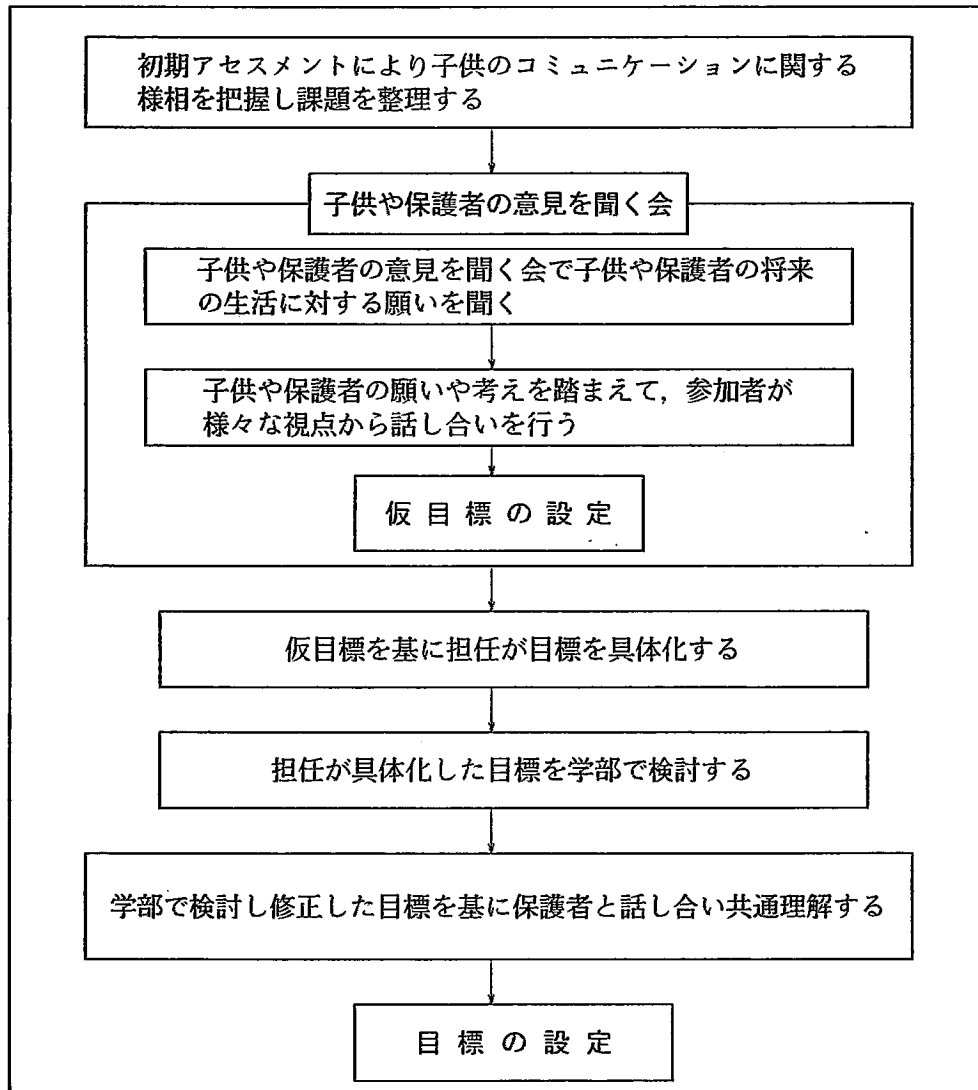 初期アセスメントにより子供のコミュニケーションに関する
様相を把握し課題を整理する
子供や保護者の意見を聞く会
子供や保護者の意見を聞く会で子供や保護者の将来
の生活に対する願いを聞く
子供や保護者の願いや考えを踏まえて，参加者が
様々な視点から話し合いを行う
仮目標の設定
仮目標を基に担任が目標を具体化する
担任が具体化した目標を学部で検討する
学部で検討し修正した目標を基に保護者と話し合い共通理解する
目標の設定